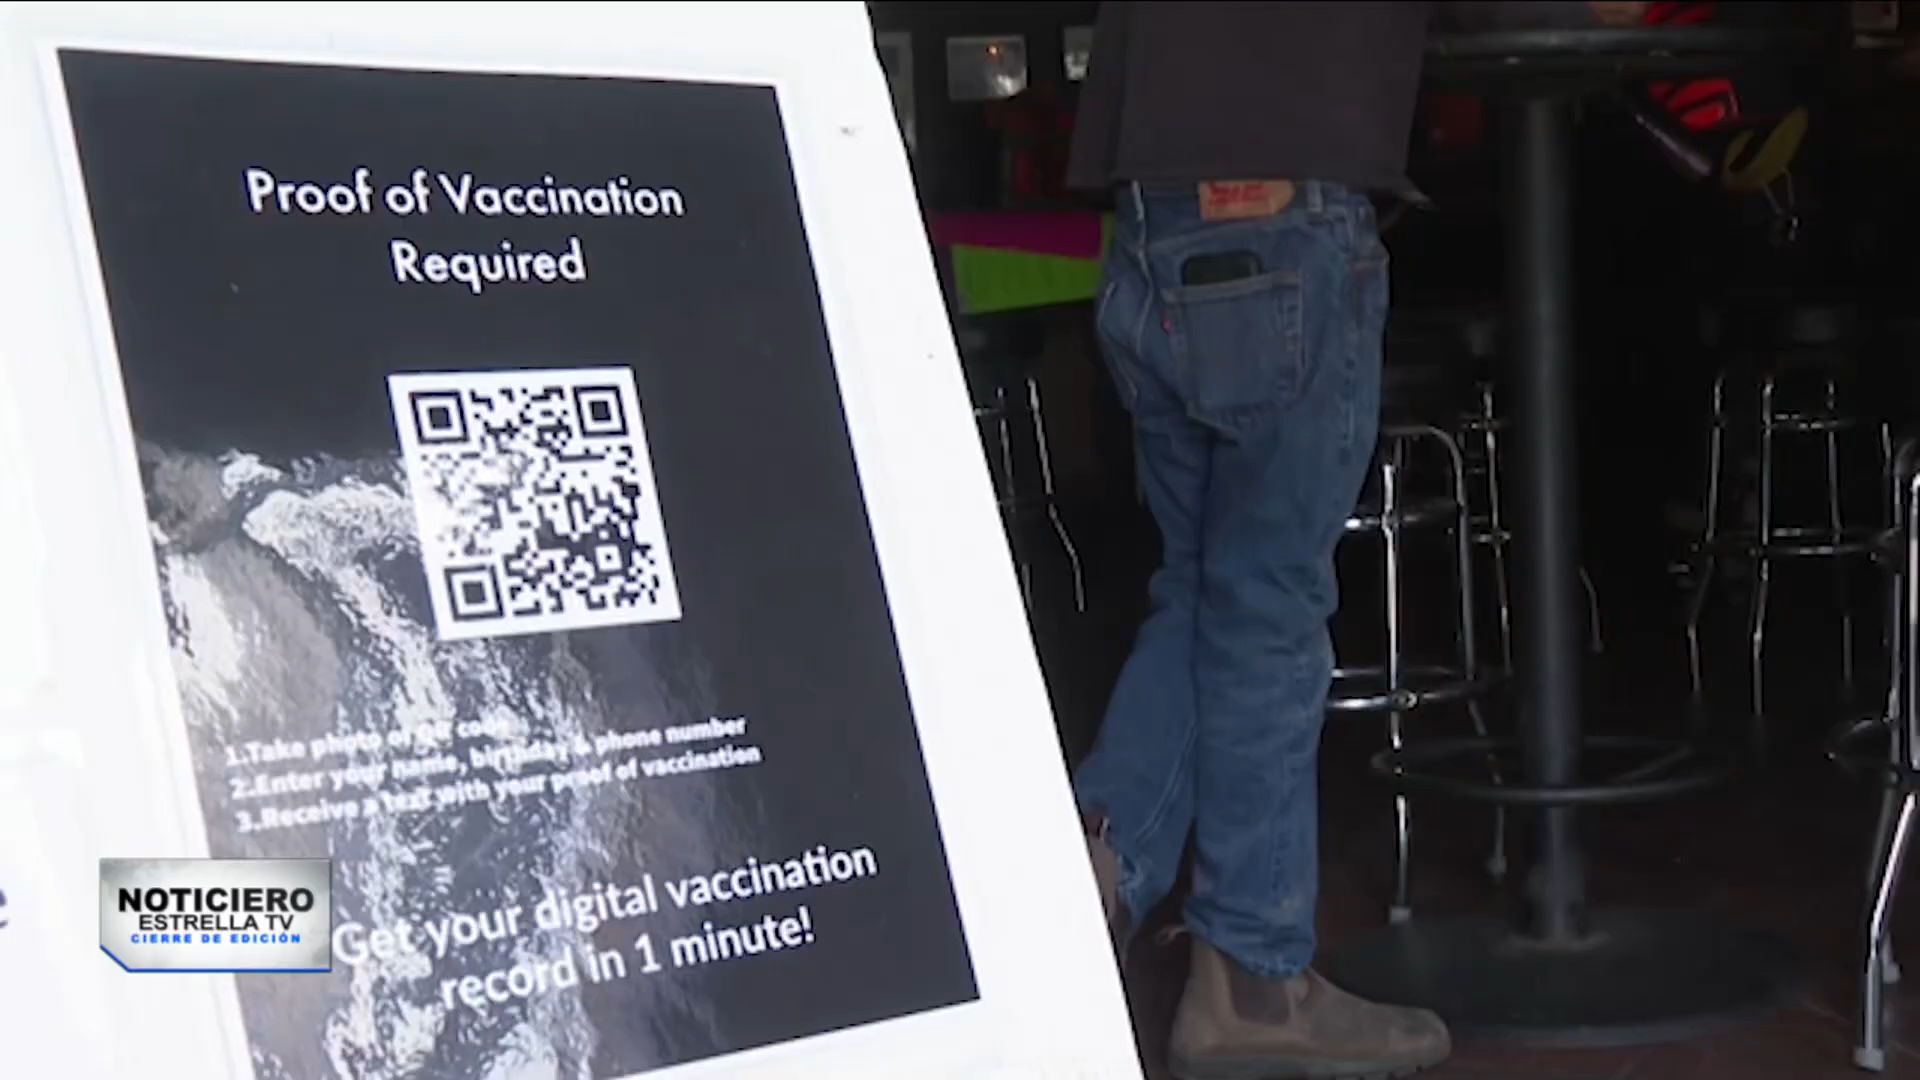 Proof of Vaccination
Required
1.Take photo of QR code
2.Enter your name, birthday & phone number
3.Receive a text with your proof of vaccination
Get your digital vaccination
record in 1 minute!
NOTICIERO
ESTRELLA TV
CIERRE DE EDICIÓN